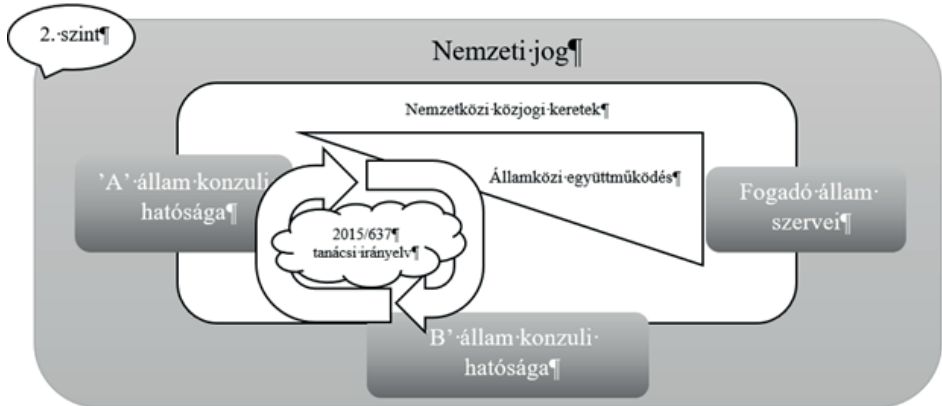 2.·szint¶
Nemzeti·jog¶
Nemzetközi·közjogi·keretek¶
Államközi·együttműködés¶
’A’·állam·konzuli·
hatósága¶
2015/637¶
tanácsi·irányelv¶
Fogadó·állam·
szervei¶
B’·állam·konzuli·
hatósága¶